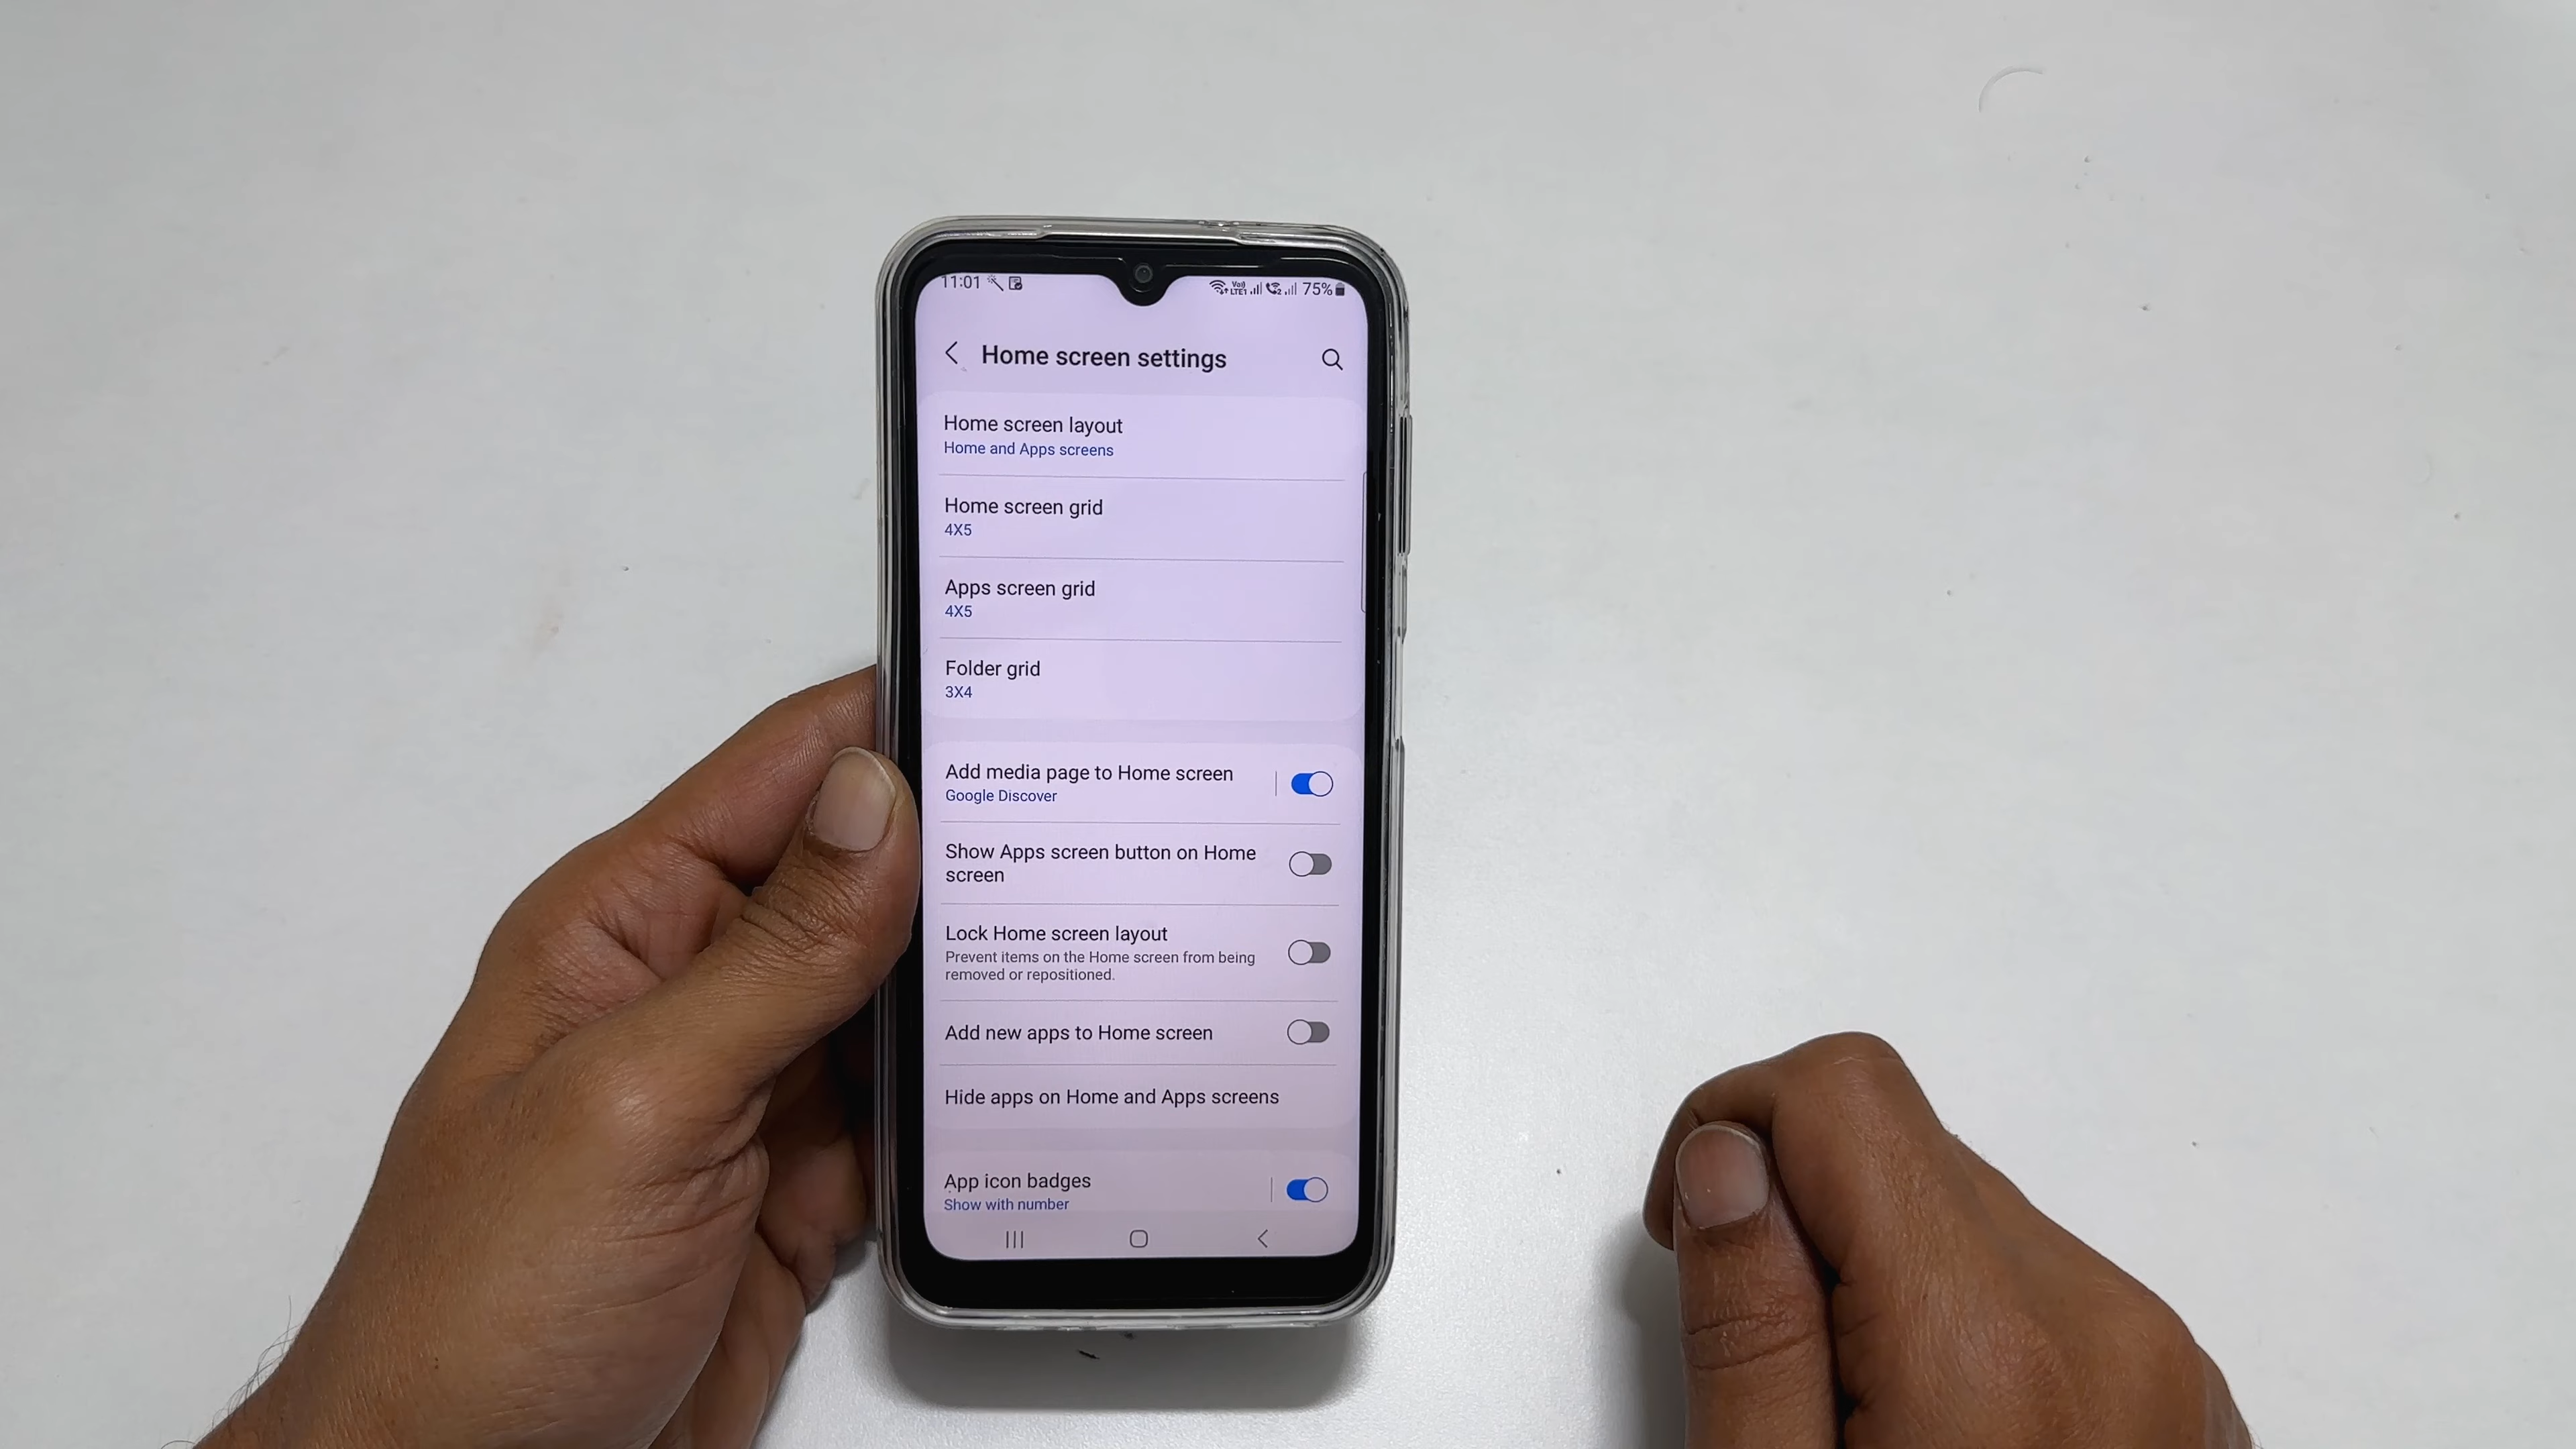 11:01
75%
Home screen settings
Home screen layout
Home and Apps screens
Home screen grid
4X5
Apps screen grid
4X5
Folder grid
3X4
Add media page to Home screen
Google Discover
Show Apps screen button on Home
screen
Lock Home screen layout
Prevent items on the Home screen from being
removed or repositioned.
Add new apps to Home screen
Hide apps on Home and Apps screens
App icon badges
Show with number